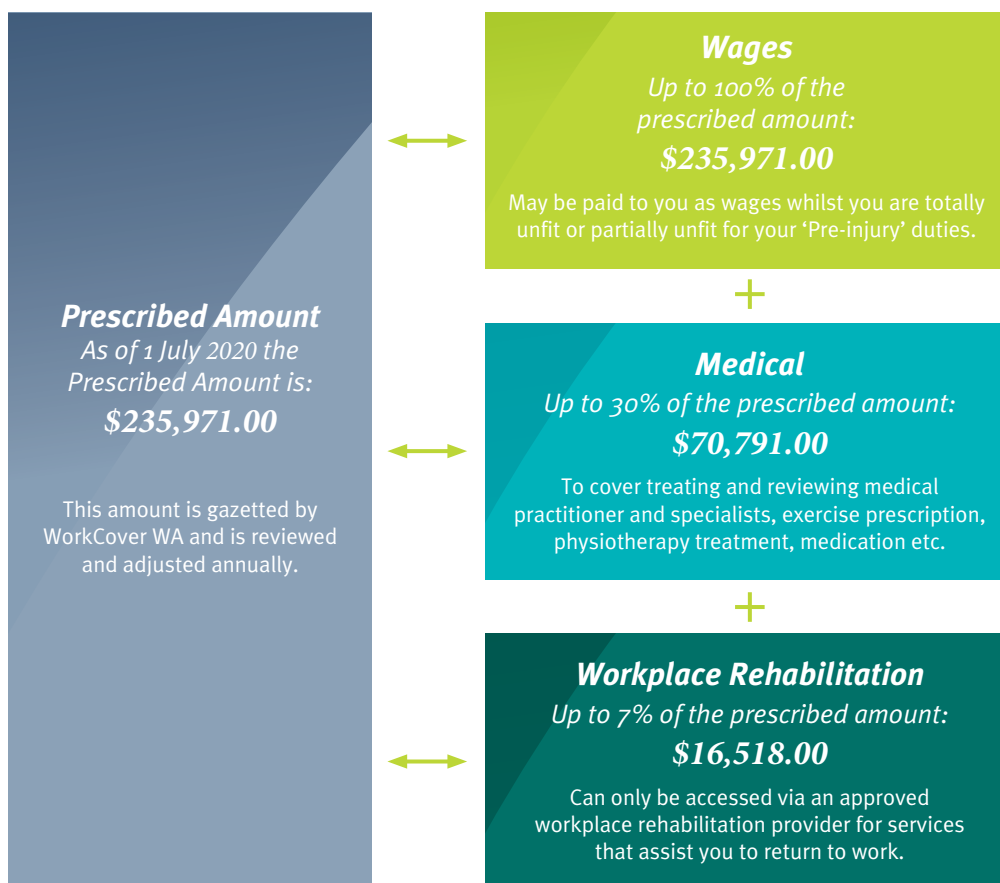 Prescribed Amount
As of 1 July 2020 the
Prescribed Amount is:
$235,971.00
This amount is gazetted by
WorkCover WA and is reviewed
and adjusted annually.
Wages
Up to 100% of the
prescribed amount:
$235,971.00
May be paid to you as wages whilst you are totally
unfit or partially unfit for your ‘Pre-injury’ duties.
+
Medical
Up to 30% of the prescribed amount:
$70,791.00
To cover treating and reviewing medical
practitioner and specialists, exercise prescription,
physiotherapy treatment, medication etc.
+
Workplace Rehabilitation
Up to 7% of the prescribed amount:
$16,518.00
Can only be accessed via an approved
workplace rehabilitation provider for services
that assist you to return to work.